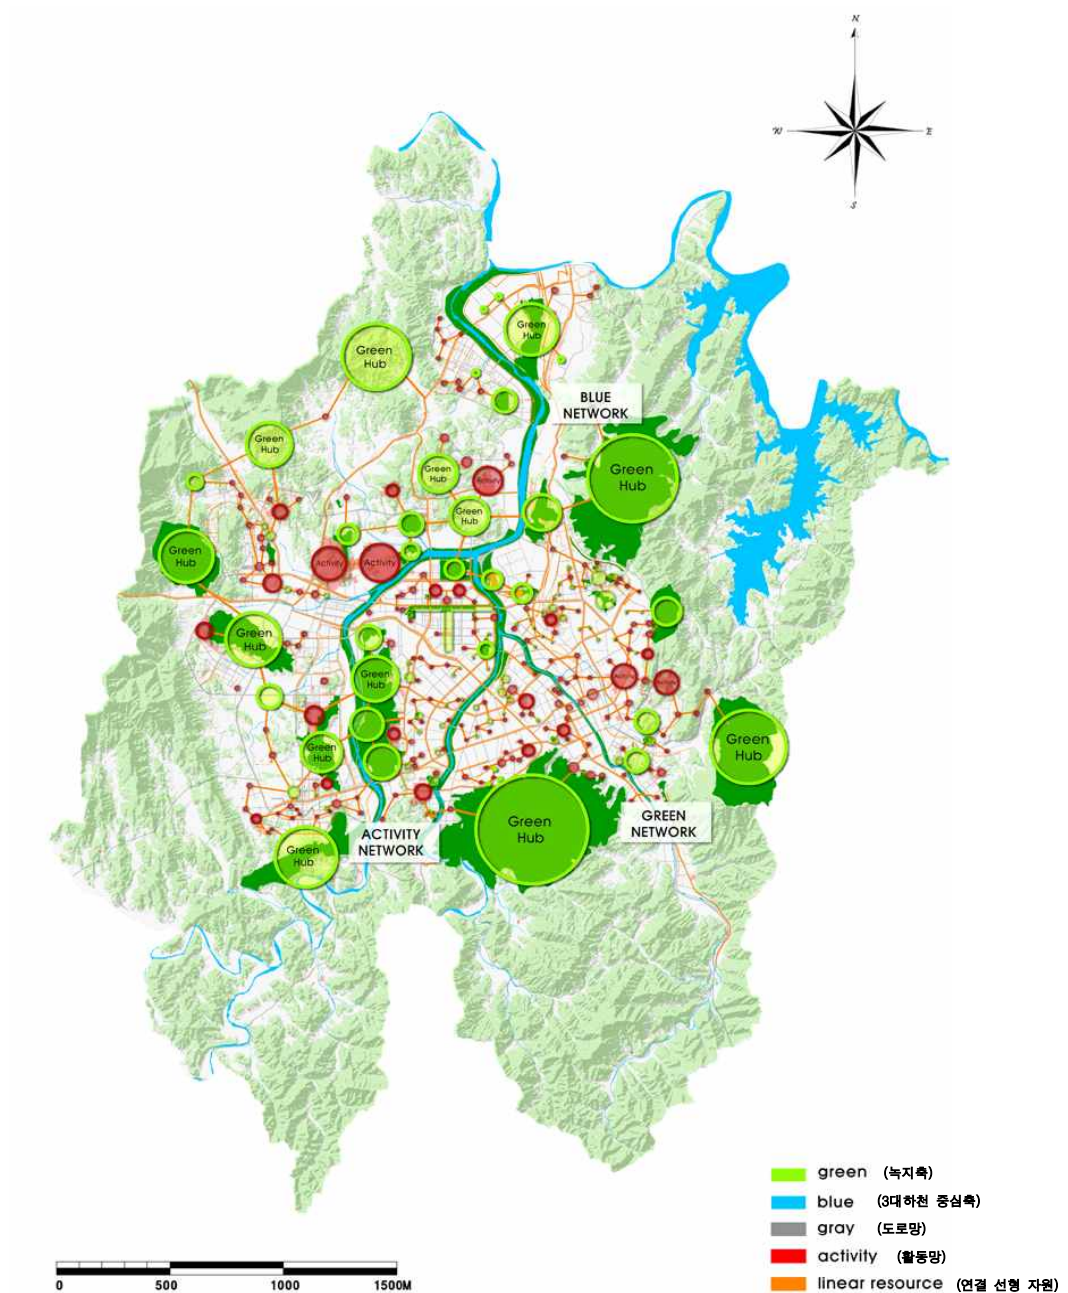 N
W
E
S
Green
Hub
Green
Hub
BLUE
NETWORK
Green
Hub
Green
Hub
Green
Hub
Activity
Green
Hub
Green
Hub
Activity
Activity
Green
Hub
Green
Hub
Activity
Activity
Green
Hub
Green
Hub
Green
Hub
Green
Hub
GREEN
NETWORK
ACTIVITY
NETWORK
Green
Hub
green (녹지축)
blue (3대하천 중심축)
gray (도로망)
activity (활동망)
linear resource (연결 선형 자원)
0 500 1000 1500M